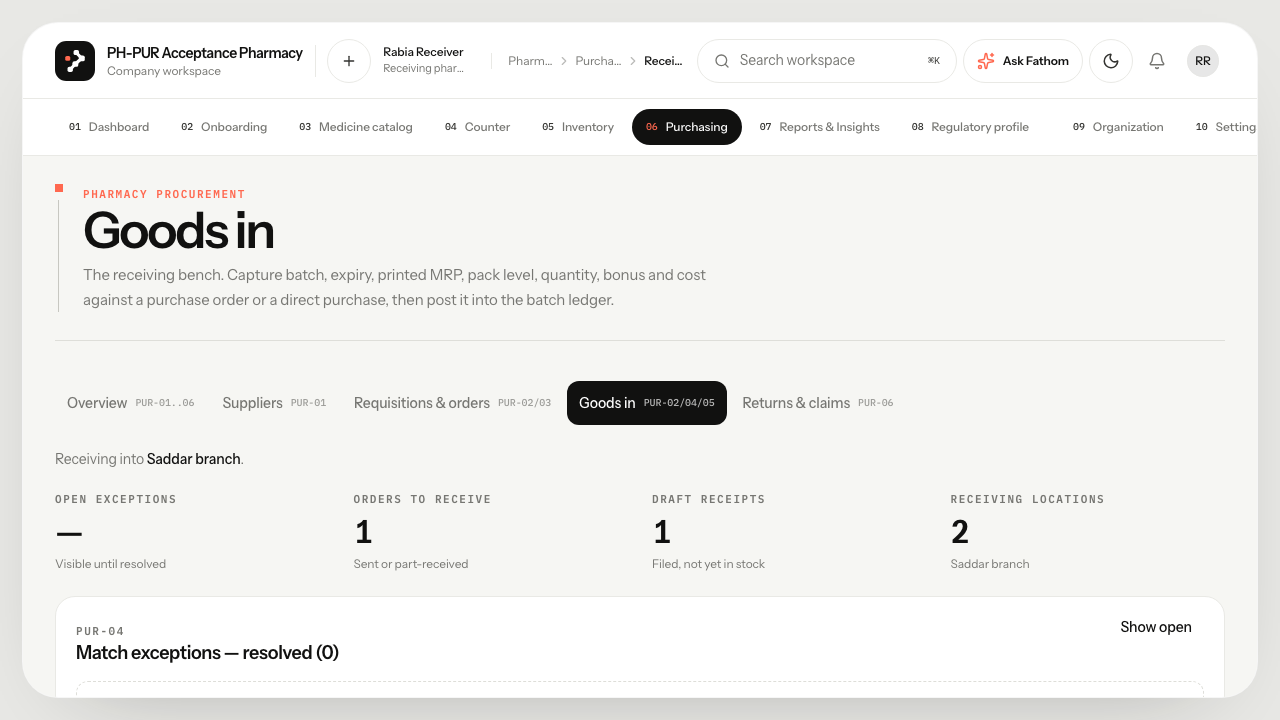 PH-PUR Acceptance Pharmacy
Company workspace
Rabia Receiver
Receiving phar...
Pharm...
Purcha...
Recei...
Search workspace
⌘K
Ask Fathom
RR
01 Dashboard
02 Onboarding
03 Medicine catalog
04 Counter
05 Inventory
06 Purchasing
07 Reports & Insights
08 Regulatory profile
09 Organization
10 Setting
PHARMACY PROCUREMENT
Goods in
The receiving bench. Capture batch, expiry, printed MRP, pack level, quantity, bonus and cost
against a purchase order or a direct purchase, then post it into the batch ledger.
Overview PUR-01..06
Suppliers PUR-01
Requisitions & orders PUR-02/03
Goods in PUR-02/04/05
Returns & claims PUR-06
Receiving into Saddar branch.
OPEN EXCEPTIONS
—
Visible until resolved
ORDERS TO RECEIVE
1
Sent or part-received
DRAFT RECEIPTS
1
Filed, not yet in stock
RECEIVING LOCATIONS
2
Saddar branch
PUR-04
Match exceptions — resolved (0)
Show open